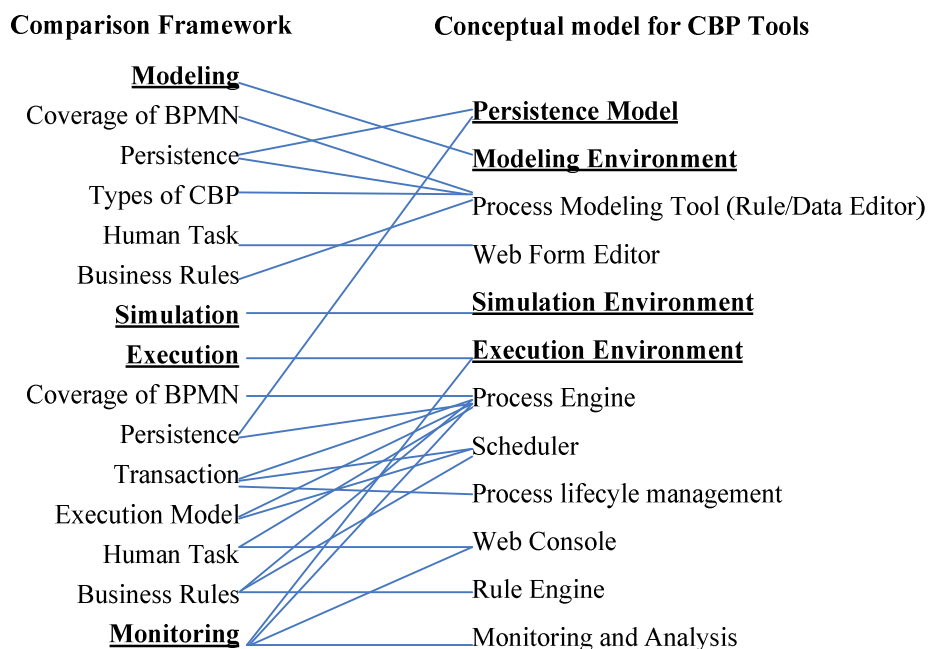 Comparison Framework
Modeling
Coverage of BPMN
Persistence
Types of CBP
Human Task
Business Rules
Simulation
Execution
Coverage of BPMN
Persistence
Transaction
Execution Model
Human Task
Business Rules
Monitoring
Conceptual model for CBP Tools
Persistence Model
Modeling Environment
Process Modeling Tool (Rule/Data Editor)
Web Form Editor
Simulation Environment
Execution Environment
Process Engine
Scheduler
Process lifecyle management
Web Console
Rule Engine
Monitoring and Analysis